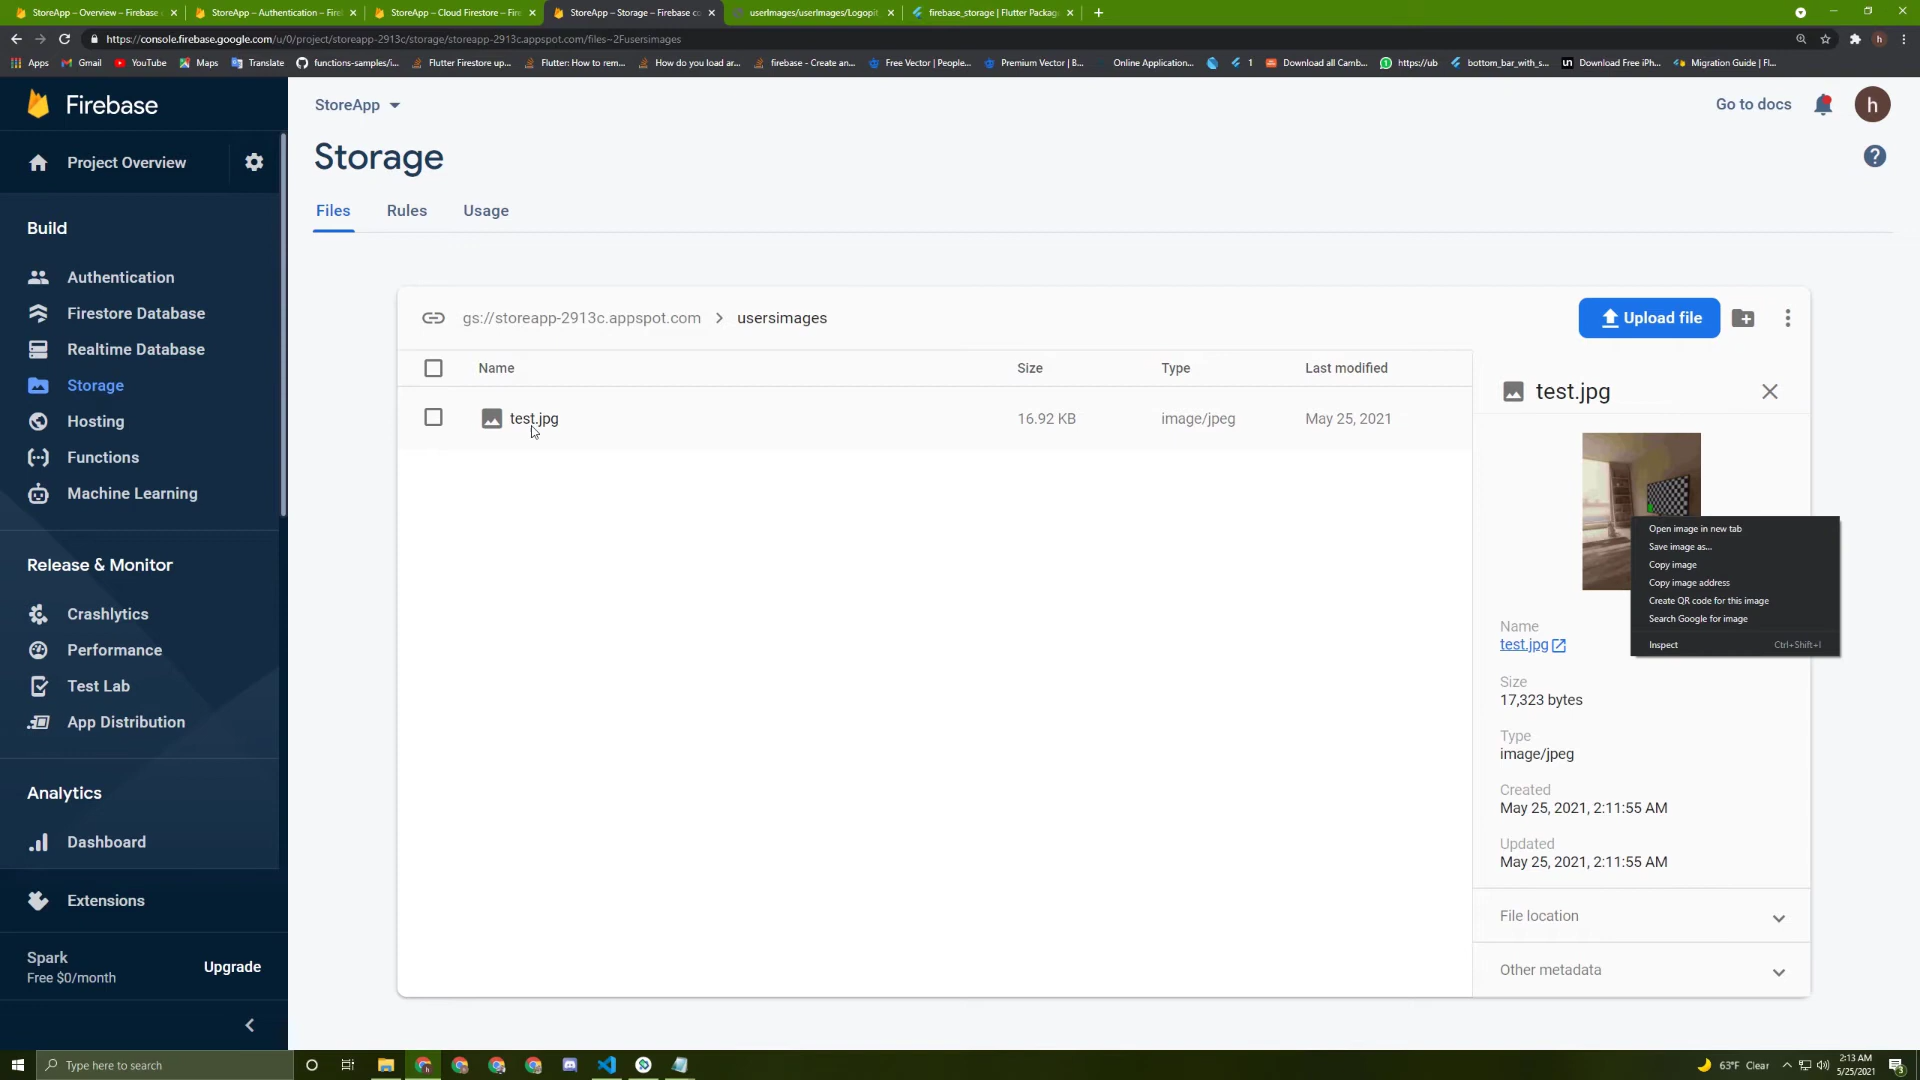 StoreApp – Overview – Firebase
StoreApp – Authentication – Fire
StoreApp – Cloud Firestore – Fire
StoreApp – Storage – Firebase co
userImages/userImages/Logopit
firebase_storage | Flutter Packag
https://console.firebase.google.com/u/0/project/storeapp-2913c/storage/storeapp-2913c.appspot.com/files~2Fusersimages
h
Apps
Gmail
YouTube
Maps
Translate
functions-samples/i...
Flutter Firestore up...
Flutter: How to rem...
How do you load ar...
firebase - Create an...
Free Vector | People...
Premium Vector | B...
Online Application...
1
Download all Camb...
https://ub
bottom_bar_with_s...
un
Download Free iPh...
Migration Guide | Fl...
Firebase
StoreApp
Go to docs
h
Project Overview
Storage
?
Files
Rules
Usage
Build
Authentication
Firestore Database
Realtime Database
Storage
Hosting
Functions
Machine Learning
Release & Monitor
Crashlytics
Performance
Test Lab
App Distribution
Analytics
Dashboard
Extensions
Spark
Free $0/month
Upgrade
gs://storeapp-2913c.appspot.com
usersimages
Upload file
Name
Size
Type
Last modified
test.jpg
16.92 KB
image/jpeg
May 25, 2021
test.jpg
Open image in new tab
Save image as...
Copy image
Copy image address
Create QR code for this image
Search Google for image
Inspect
Ctrl+Shift+I
Name
test.jpg
Size
17,323 bytes
Type
image/jpeg
Created
May 25, 2021, 2:11:55 AM
Updated
May 25, 2021, 2:11:55 AM
File location
Other metadata
Type here to search
63°F Clear
2:13 AM
5/25/2021
3